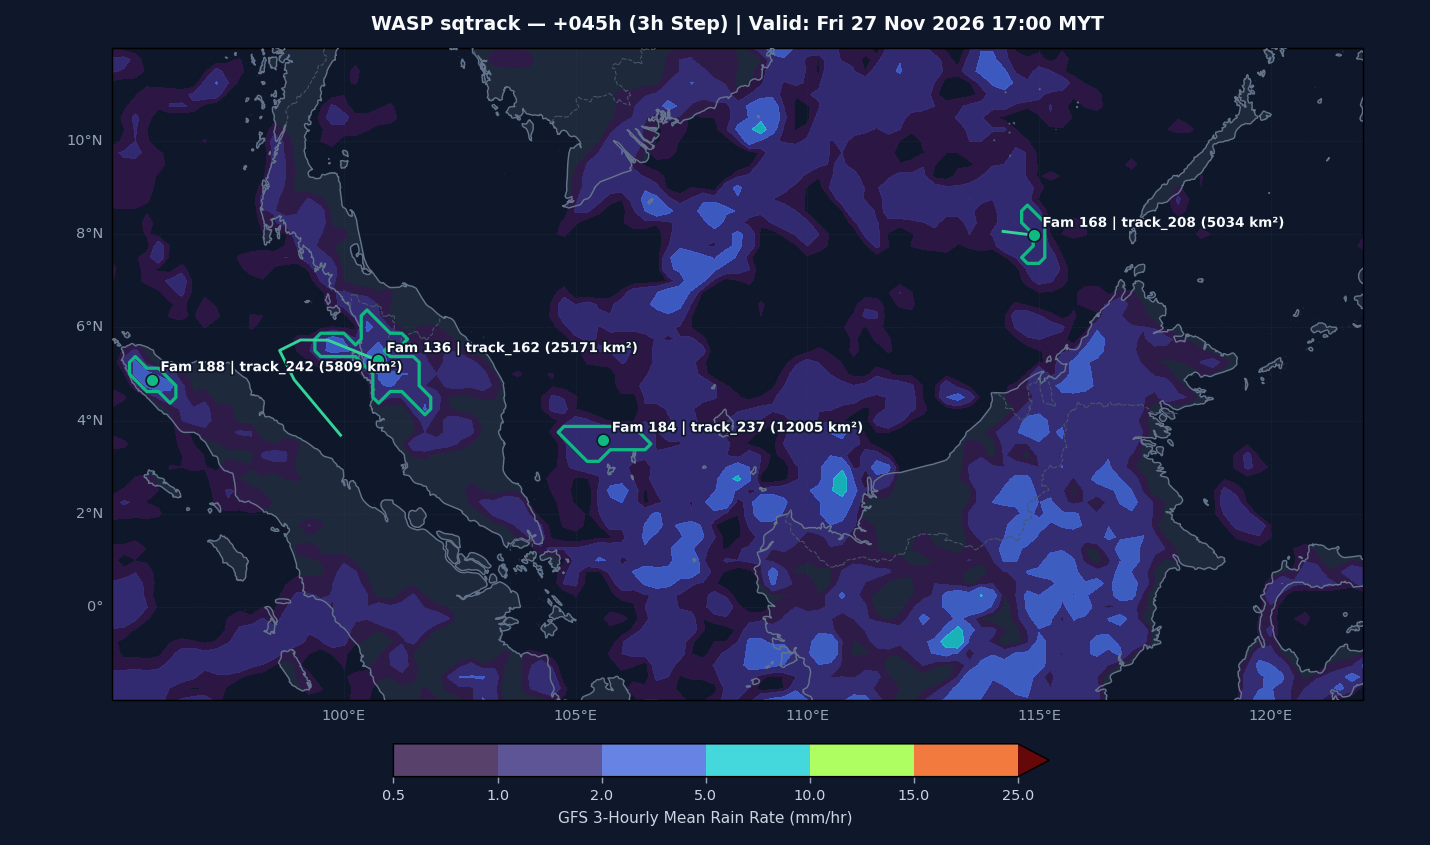 WASP sqtrack — +045h (3h Step) | Valid: Fri 27 Nov 2026 17:00 MYT
10°N
8°N
Fam 168 | track_208 (5034 km²)
6°N
Fam 136 | track_162 (25171 km²)
Fam 188 | track_242 (5809 km²)
4°N
Fam 184 | track_237 (12005 km²)
2°N
0°
100°E 105°E 110°E 115°E 120°E
0.5 1.0 2.0 5.0 10.0 15.0 25.0
GFS 3-Hourly Mean Rain Rate (mm/hr)